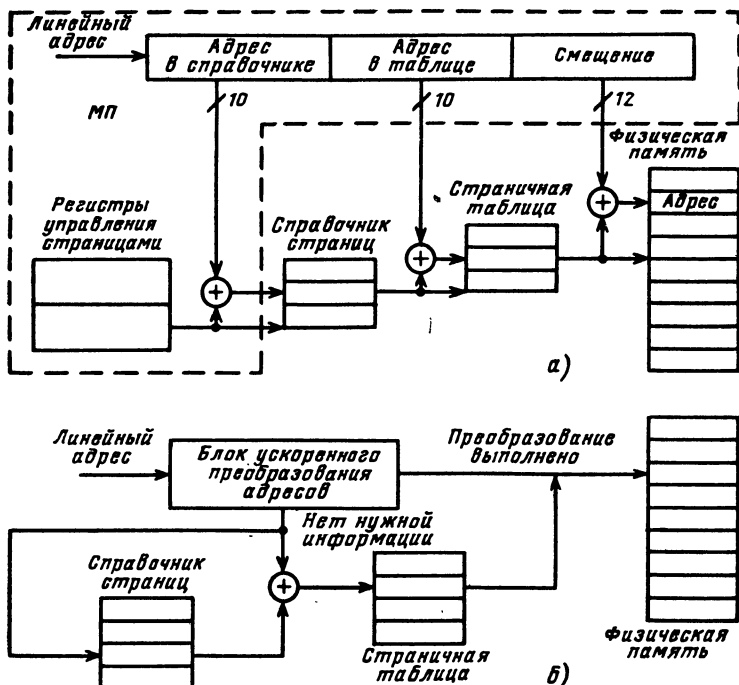 Линейный
адрес
Адрес
в справочнике
Адрес
в таблице
Смещение
10
10
12
МП
Физическая
память
Адрес
Регистры
управления
страницами
Справочник
страниц
Страничная
таблица
а)
Линейный
адрес
Блок ускоренного
преобразования
адресов
Преобразование
выполнено
Нет нужной
информации
Справочник
страниц
Страничная
таблица
Физическая
память
б)